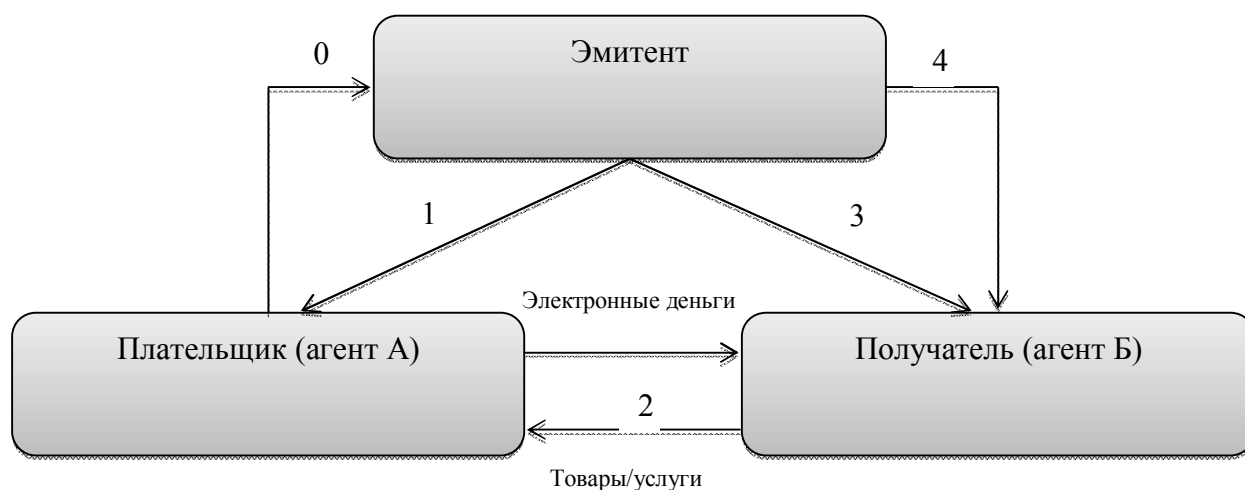 0
Эмитент
4
1
3
Электронные деньги
Плательщик (агент А)
Получатель (агент Б)
2
Товары/услуги